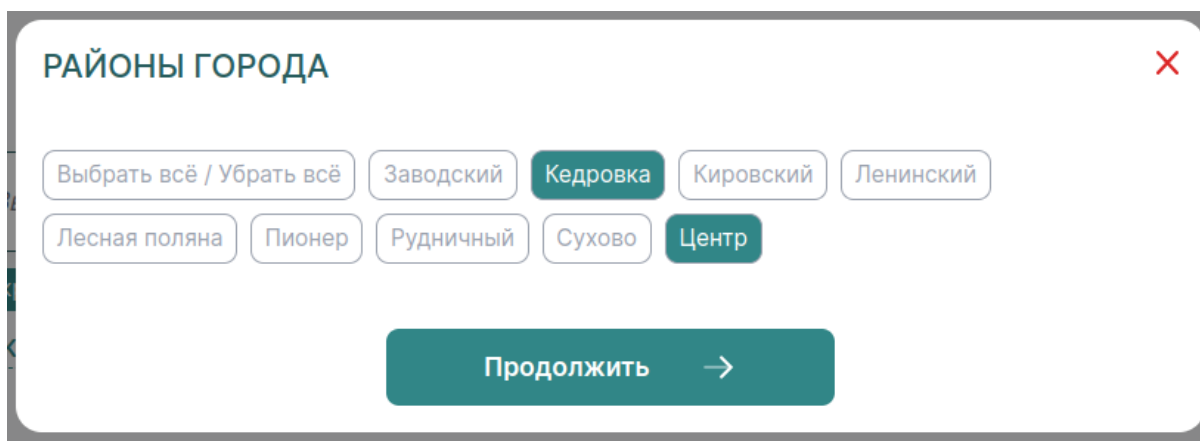 РАЙОНЫ ГОРОДА
Выбрать всё / Убрать всё Заводский Кедровка Кировский Ленинский
Лесная поляна Пионер Рудничный Сухово Центр
Продолжить